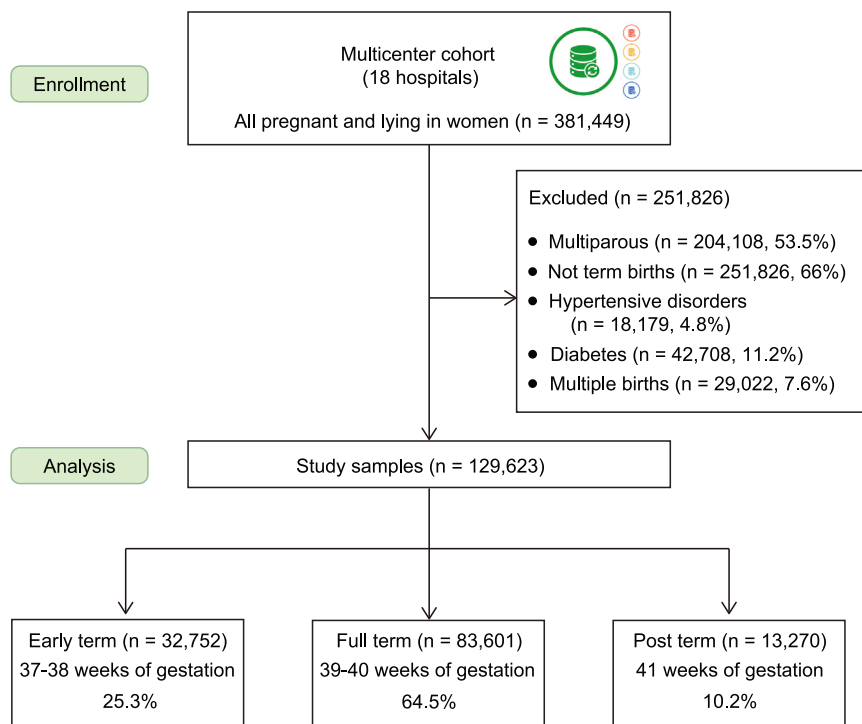 Enrollment
Multicenter cohort
(18 hospitals)
All pregnant and lying in women (n = 381,449)
Excluded (n = 251,826)
● Multiparous (n = 204,108, 53.5%)
● Not term births (n = 251,826, 66%)
● Hypertensive disorders
(n = 18,179, 4.8%)
● Diabetes (n = 42,708, 11.2%)
● Multiple births (n = 29,022, 7.6%)
Analysis
Study samples (n = 129,623)
Early term (n = 32,752)
37-38 weeks of gestation
25.3%
Full term (n = 83,601)
39-40 weeks of gestation
64.5%
Post term (n = 13,270)
41 weeks of gestation
10.2%